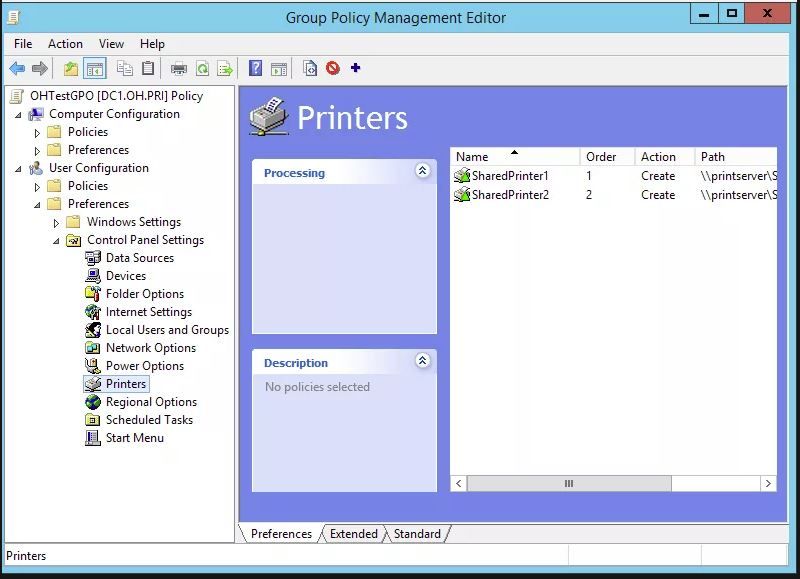 Group Policy Management Editor
File Action View Help
OHTestGPO [DC1.OH.PRI] Policy
Computer Configuration
Policies
Preferences
User Configuration
Policies
Preferences
Windows Settings
Control Panel Settings
Data Sources
Devices
Folder Options
Internet Settings
Local Users and Groups
Network Options
Power Options
Printers
Regional Options
Scheduled Tasks
Start Menu
Printers
Processing
Description
No policies selected
Name Order Action Path
SharedPrinter1 1 Create \\printserver\S
SharedPrinter2 2 Create \\printserver\S
Preferences Extended Standard
Printers